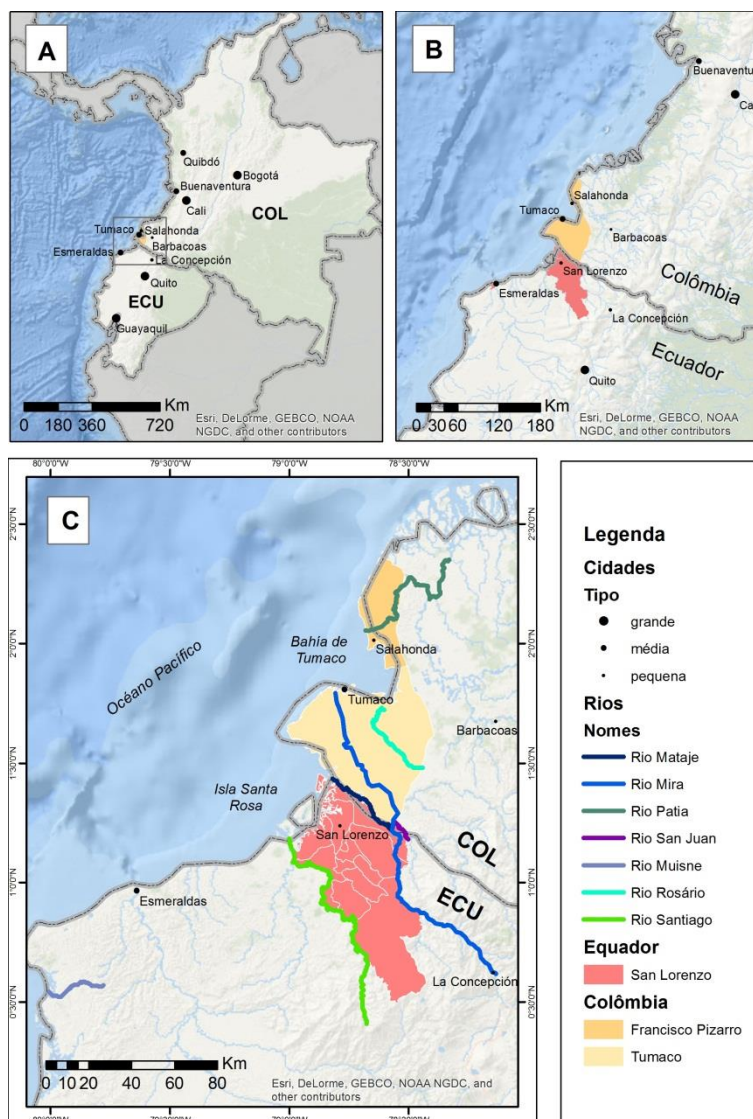 A
Quibdó
Bogotá
Buenaventura
Cali
COL
Tumaco
Salahonda
Barbacoas
Esmeraldas
La Concepción
Quito
ECU
Guayaquil
Km
0 180 360 720
Esri, DeLorme, GEBCO, NOAA
NGDC, and other contributors
B
Buenaventura
Ca
Salahonda
Tumaco
Barbacoas
San Lorenzo
Colômbia
Esmeraldas
La Concepción
Ecuador
Quito
Km
0 30 60 120 180
Esri, DeLorme, GEBCO, NOAA
NGDC, and other contributors
80°0'0"W 79°30'0"W 79°0'0"W 78°30'0"W
C
2°30'0"N
2°0'0"N
1°30'0"N
1°0'0"N
0°30'0"N
Bahía de
Tumaco
Salahonda
Océano Pacífico
Tumaco
Barbacoas
Isla Santa
Rosa
San Lorenzo
COL
ECU
Esmeraldas
La Concepción
Km
0 10 20 40 60 80
Esri, DeLorme, GEBCO, NOAA NGDC, and
other contributors
Legenda
Cidades
Tipo
grande
média
pequena
Rios
Nomes
Rio Mataje
Rio Mira
Rio Patia
Rio San Juan
Rio Muisne
Rio Rosário
Rio Santiago
Equador
San Lorenzo
Colômbia
Francisco Pizarro
Tumaco